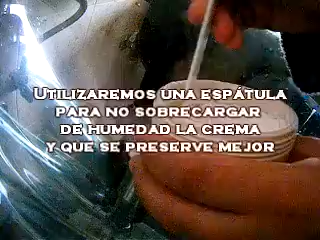 Utilizaremos una espátula
para no sobrecargar
de humedad la crema
y que se preserve mejor